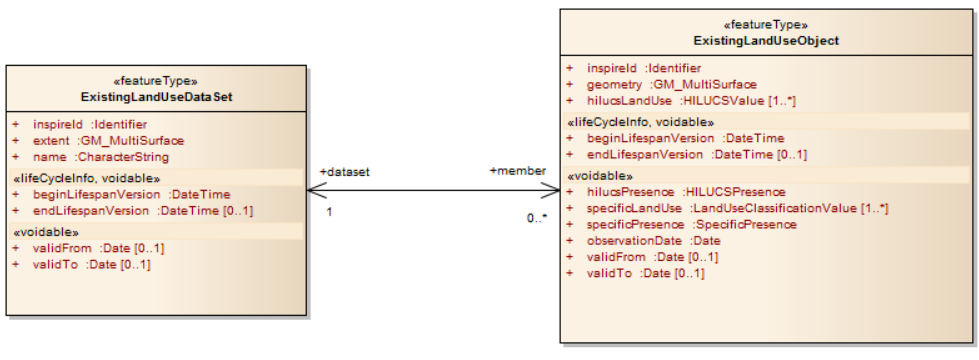 «featureType»
ExistingLandUseDataSet
+ inspireId :Identifier
+ extent :GM_MultiSurface
+ name :CharacterString
«lifeCycleInfo, voidable»
+ beginLifespanVersion :DateTime
+ endLifespanVersion :DateTime [0..1]
«voidable»
+ validFrom :Date [0..1]
+ validTo :Date [0..1]
+dataset
1
+member
0..*
«featureType»
ExistingLandUseObject
+ inspireId :Identifier
+ geometry :GM_MultiSurface
+ hilucsLandUse :HILUCSValue [1..*]
«lifeCycleInfo, voidable»
+ beginLifespanVersion :DateTime
+ endLifespanVersion :DateTime [0..1]
«voidable»
+ hilucsPresence :HILUCSPresence
+ specificLandUse :LandUseClassificationValue [1..*]
+ specificPresence :SpecificPresence
+ observationDate :Date
+ validFrom :Date [0..1]
+ validTo :Date [0..1]